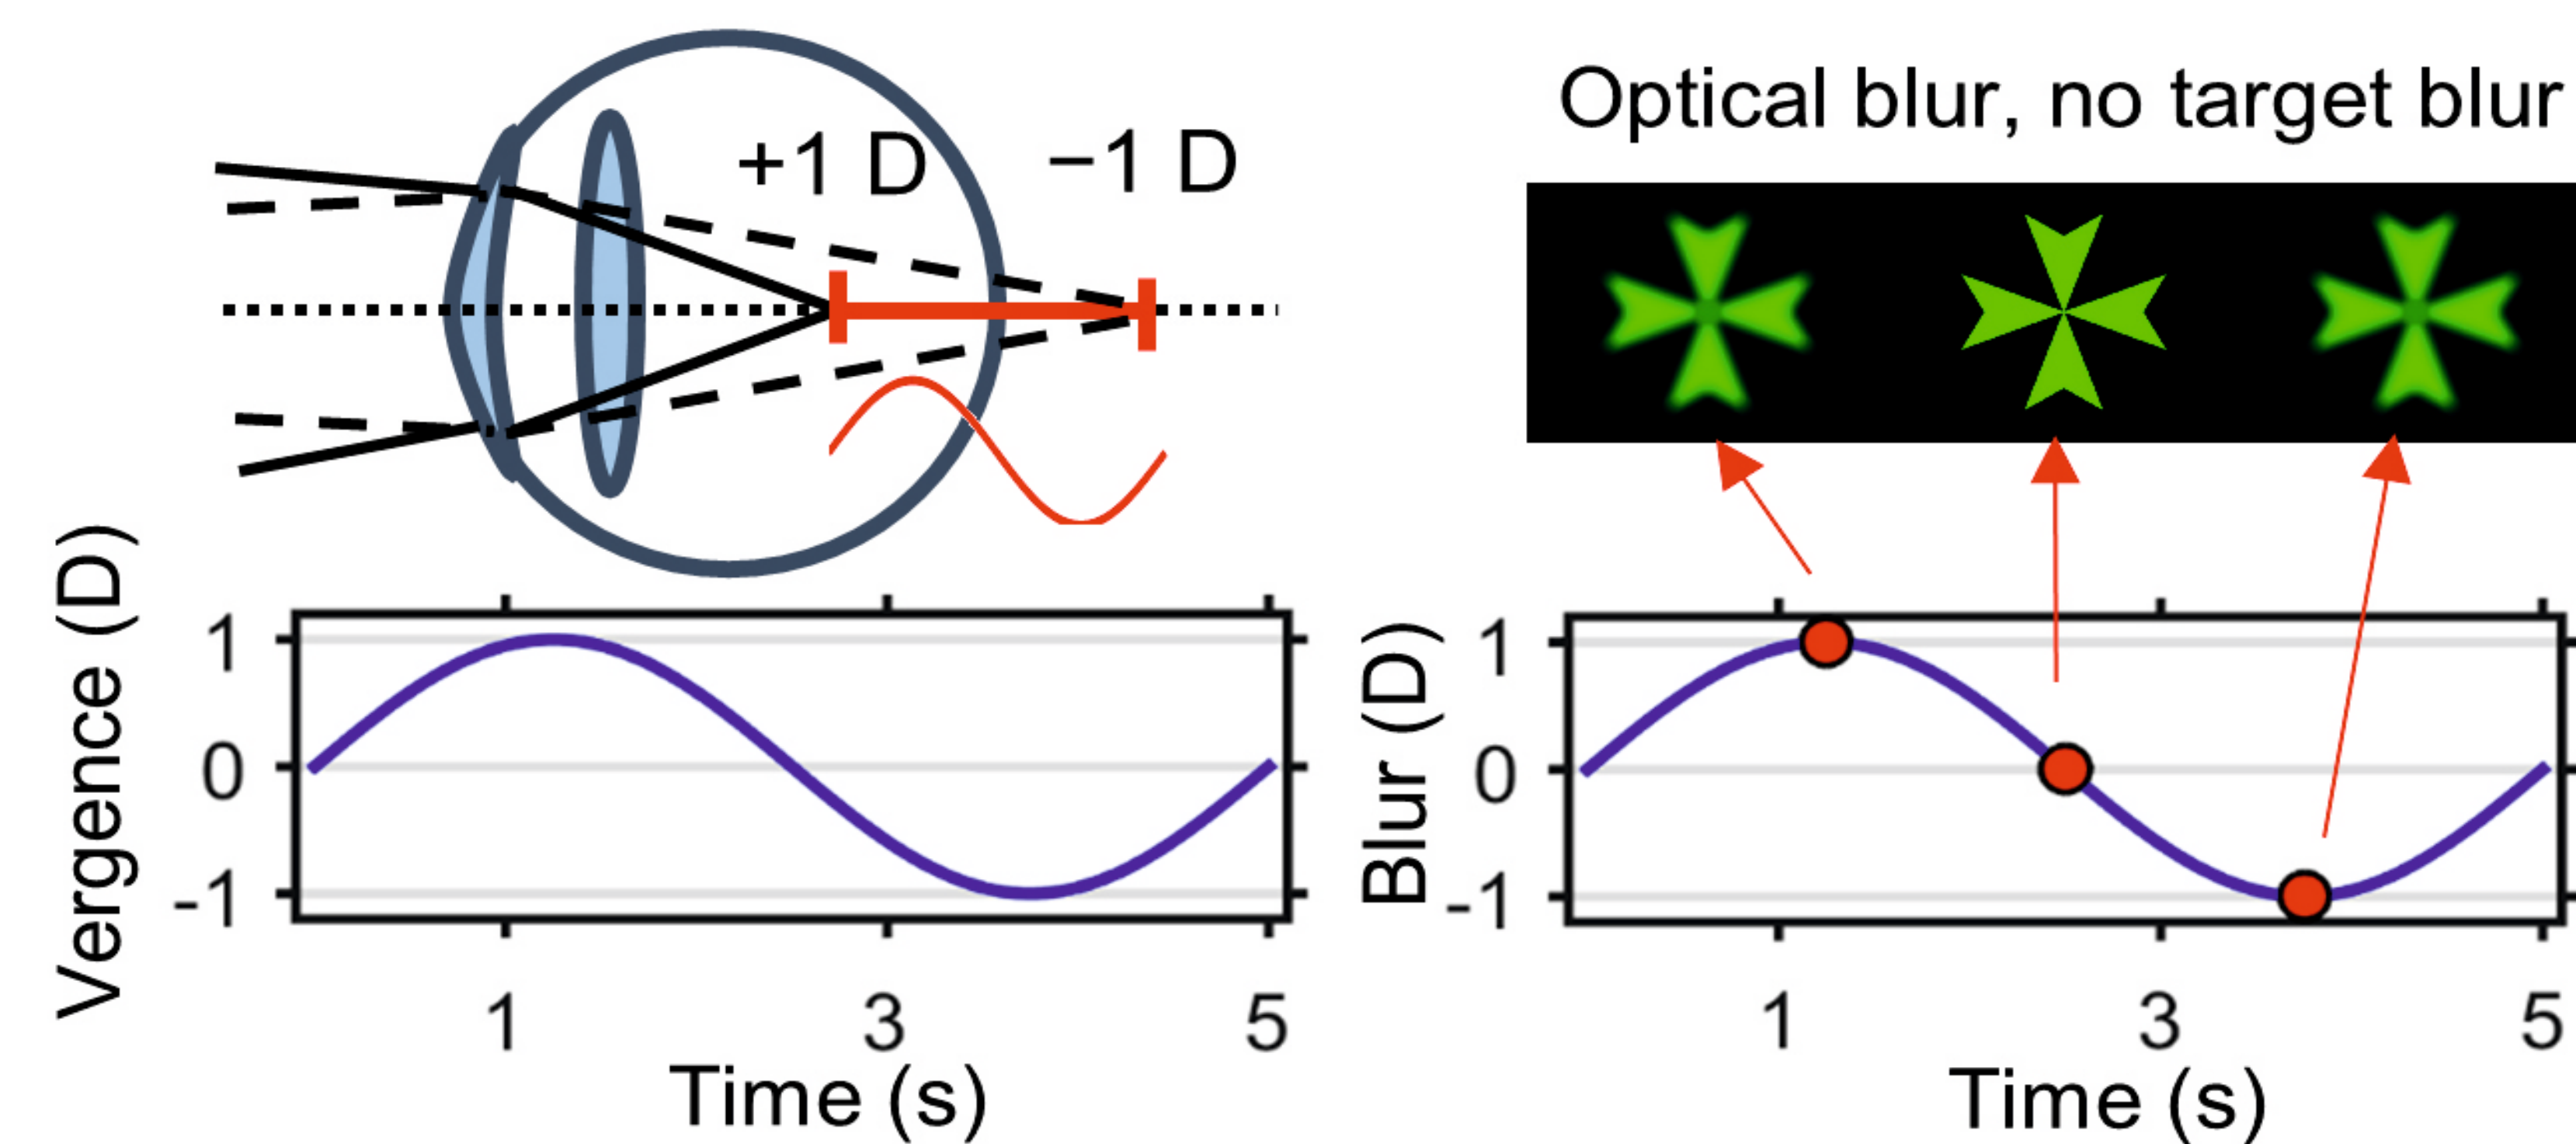 +1 D
−1 D
Optical blur, no target blur
Vergence (D)
1
0
-1
1
3
5
Time (s)
Blur (D)
1
0
-1
1
3
5
Time (s)